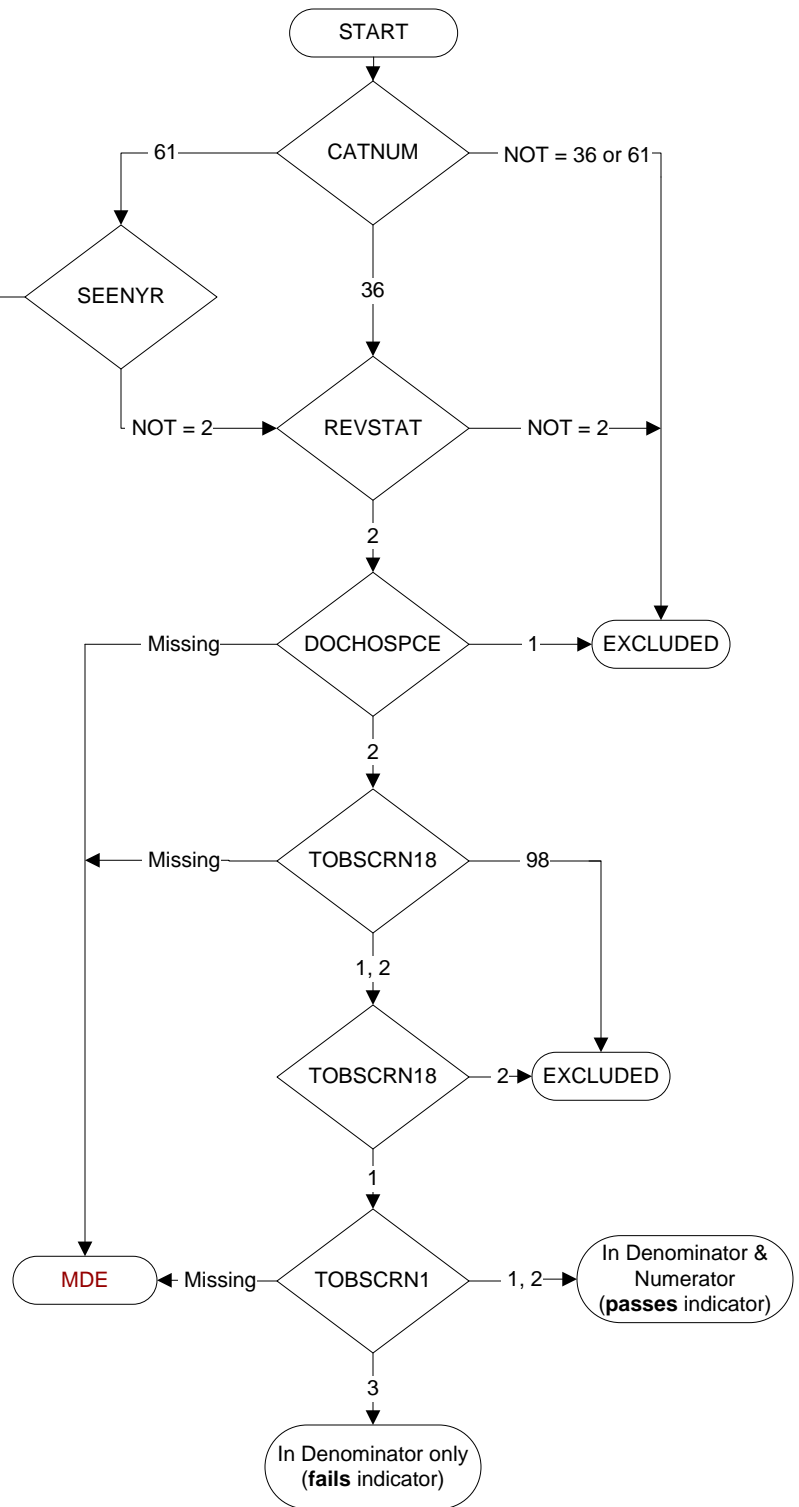 START
CATNUM
61
NOT = 36 or 61
36
SEENYR
NOT = 2
REVSTAT
NOT = 2
2
Missing
DOCHOSPCE
1
EXCLUDED
2
Missing
TOBSCRN18
98
1, 2
TOBSCRN18
2
EXCLUDED
1
MDE
Missing
TOBSCRN1
1, 2
In Denominator &
Numerator
(passes indicator)
3
In Denominator only
(fails indicator)